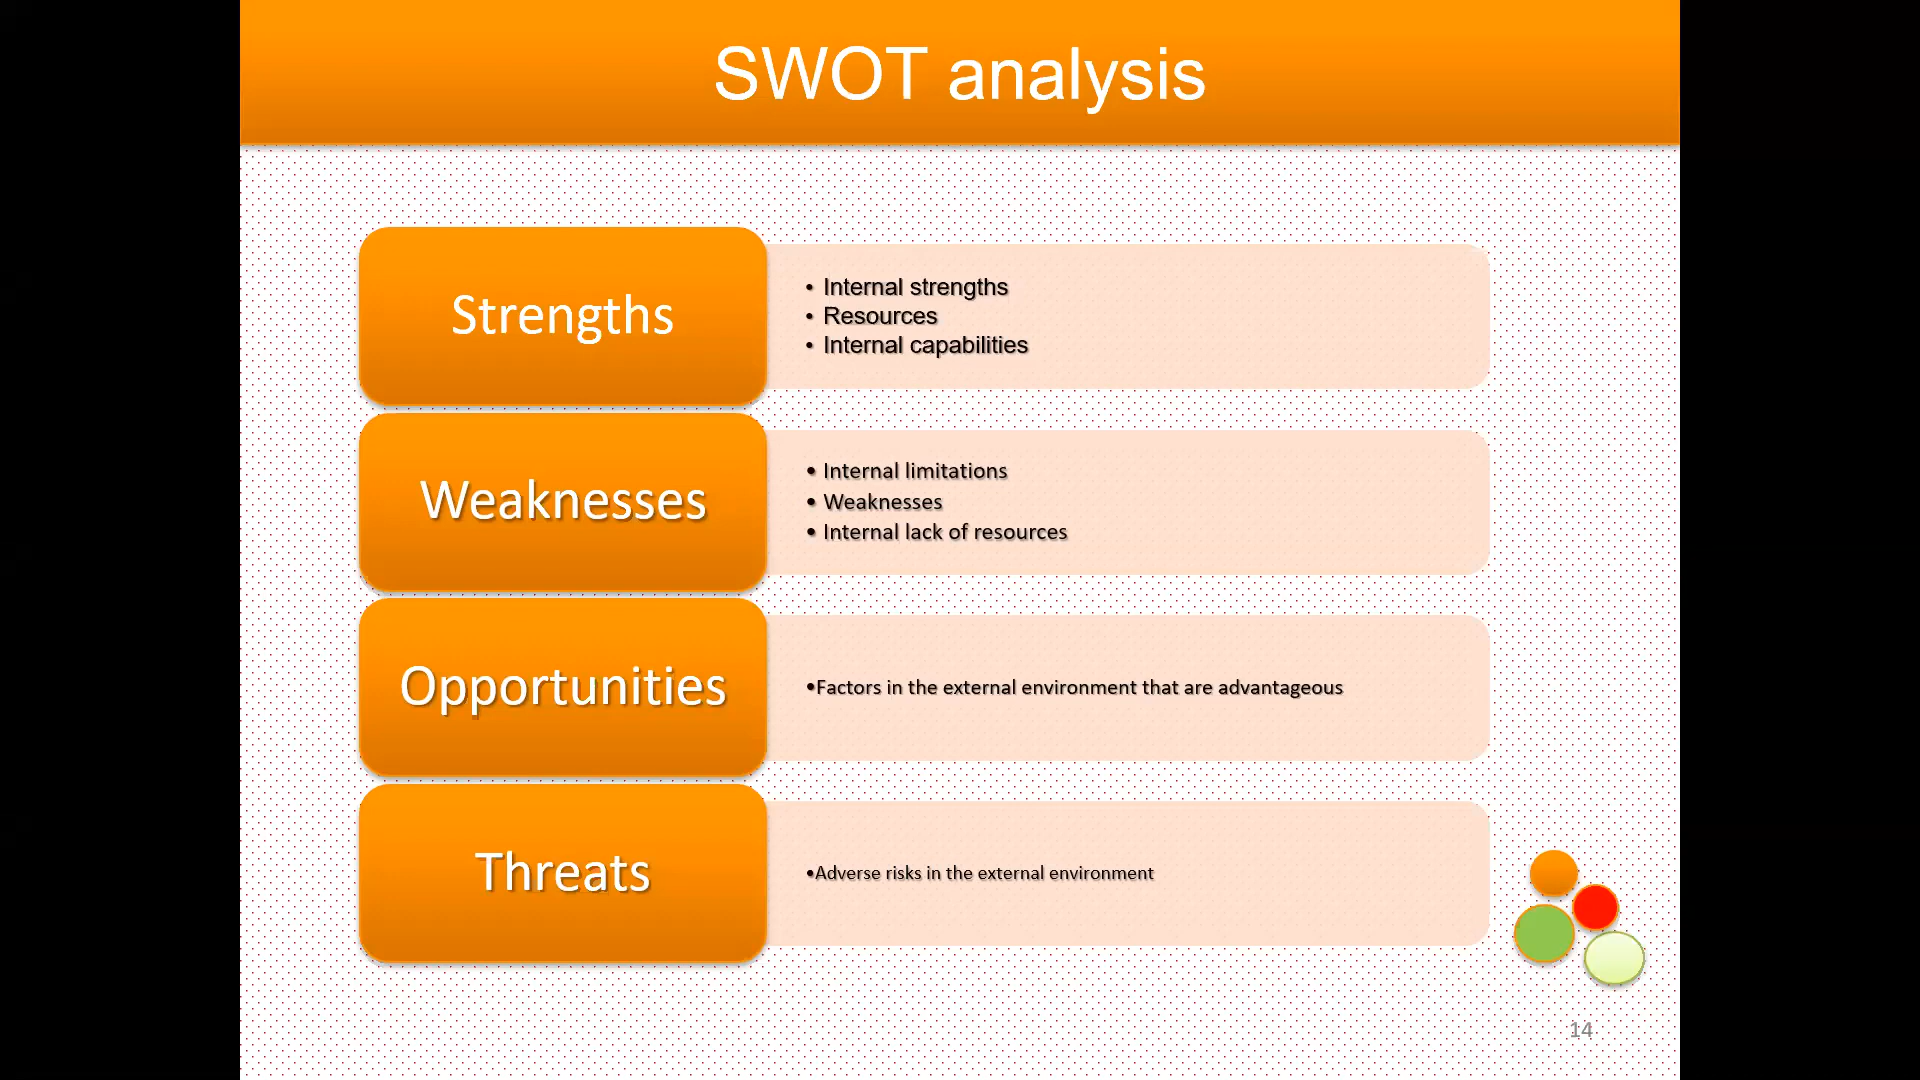 SWOT analysis
Strengths
• Internal strengths
• Resources
• Internal capabilities
Weaknesses
• Internal limitations
• Weaknesses
• Internal lack of resources
Opportunities
•Factors in the external environment that are advantageous
Threats
•Adverse risks in the external environment
14